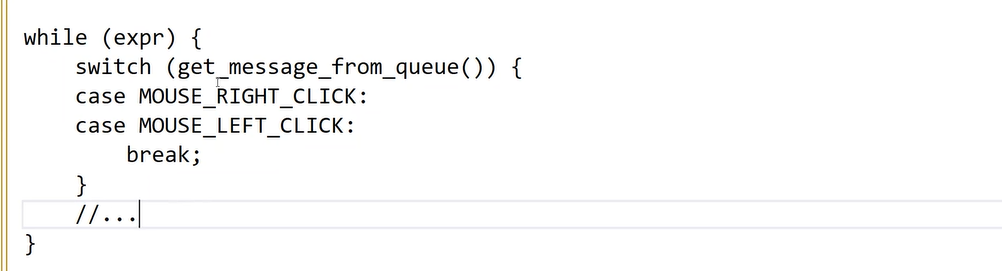 while (expr) {
    switch (get_message_from_queue()) {
    case MOUSE_RIGHT_CLICK:
    case MOUSE_LEFT_CLICK:
        break;
    }
    //...
}